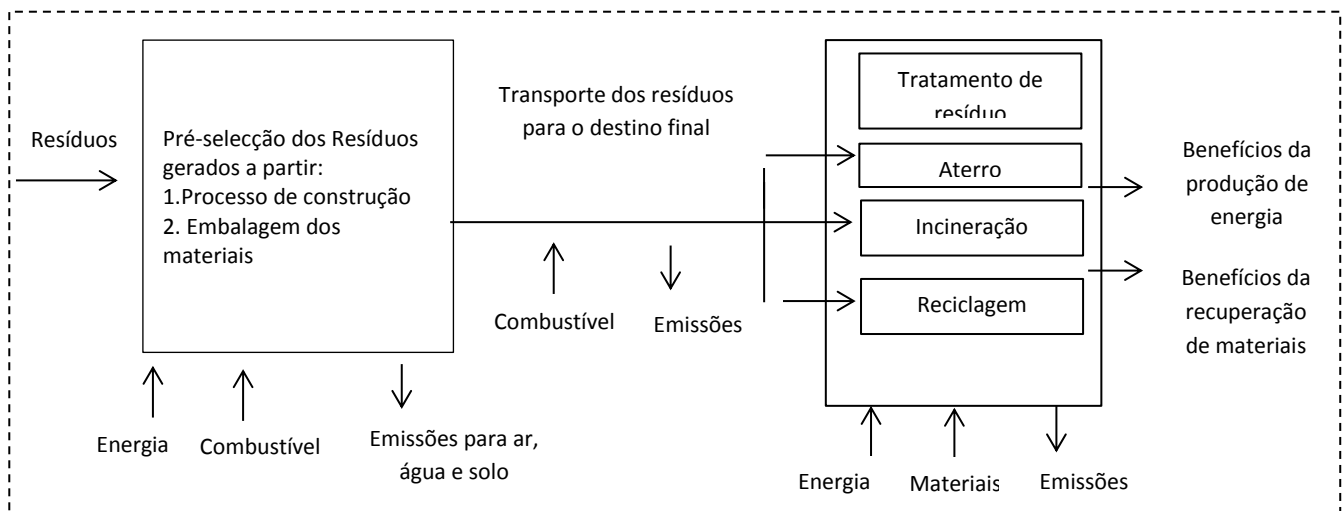 Resíduos
Pré-selecção dos Resíduos
gerados a partir:
1.Processo de construção
2. Embalagem dos
materiais
Energia
Combustível
Emissões para ar,
água e solo
Transporte dos resíduos
para o destino final
Combustível
Emissões
Tratamento de
resíduo
Aterro
Incineração
Reciclagem
Energia
Materiais
Emissões
Benefícios da
produção de
energia
Benefícios da
recuperação
de materiais